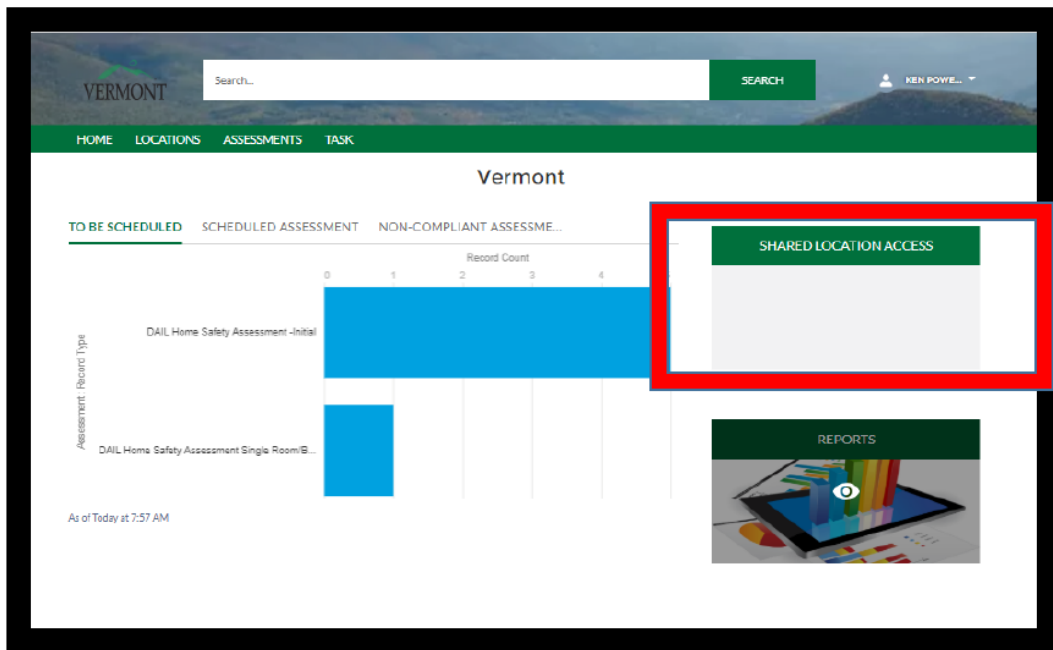 VERMONT
Search...
SEARCH
KEN POWE...
HOME LOCATIONS ASSESSMENTS TASK
Vermont
TO BE SCHEDULED SCHEDULED ASSESSMENT NON-COMPLIANT ASSESSME...
SHARED LOCATION ACCESS
Record Count
0 1 2 3 4
Assessment: Record Type
DAIL Home Safety Assessment -Initial
DAIL Home Safety Assessment Single Room/B...
REPORTS
As of Today at 7:57 AM